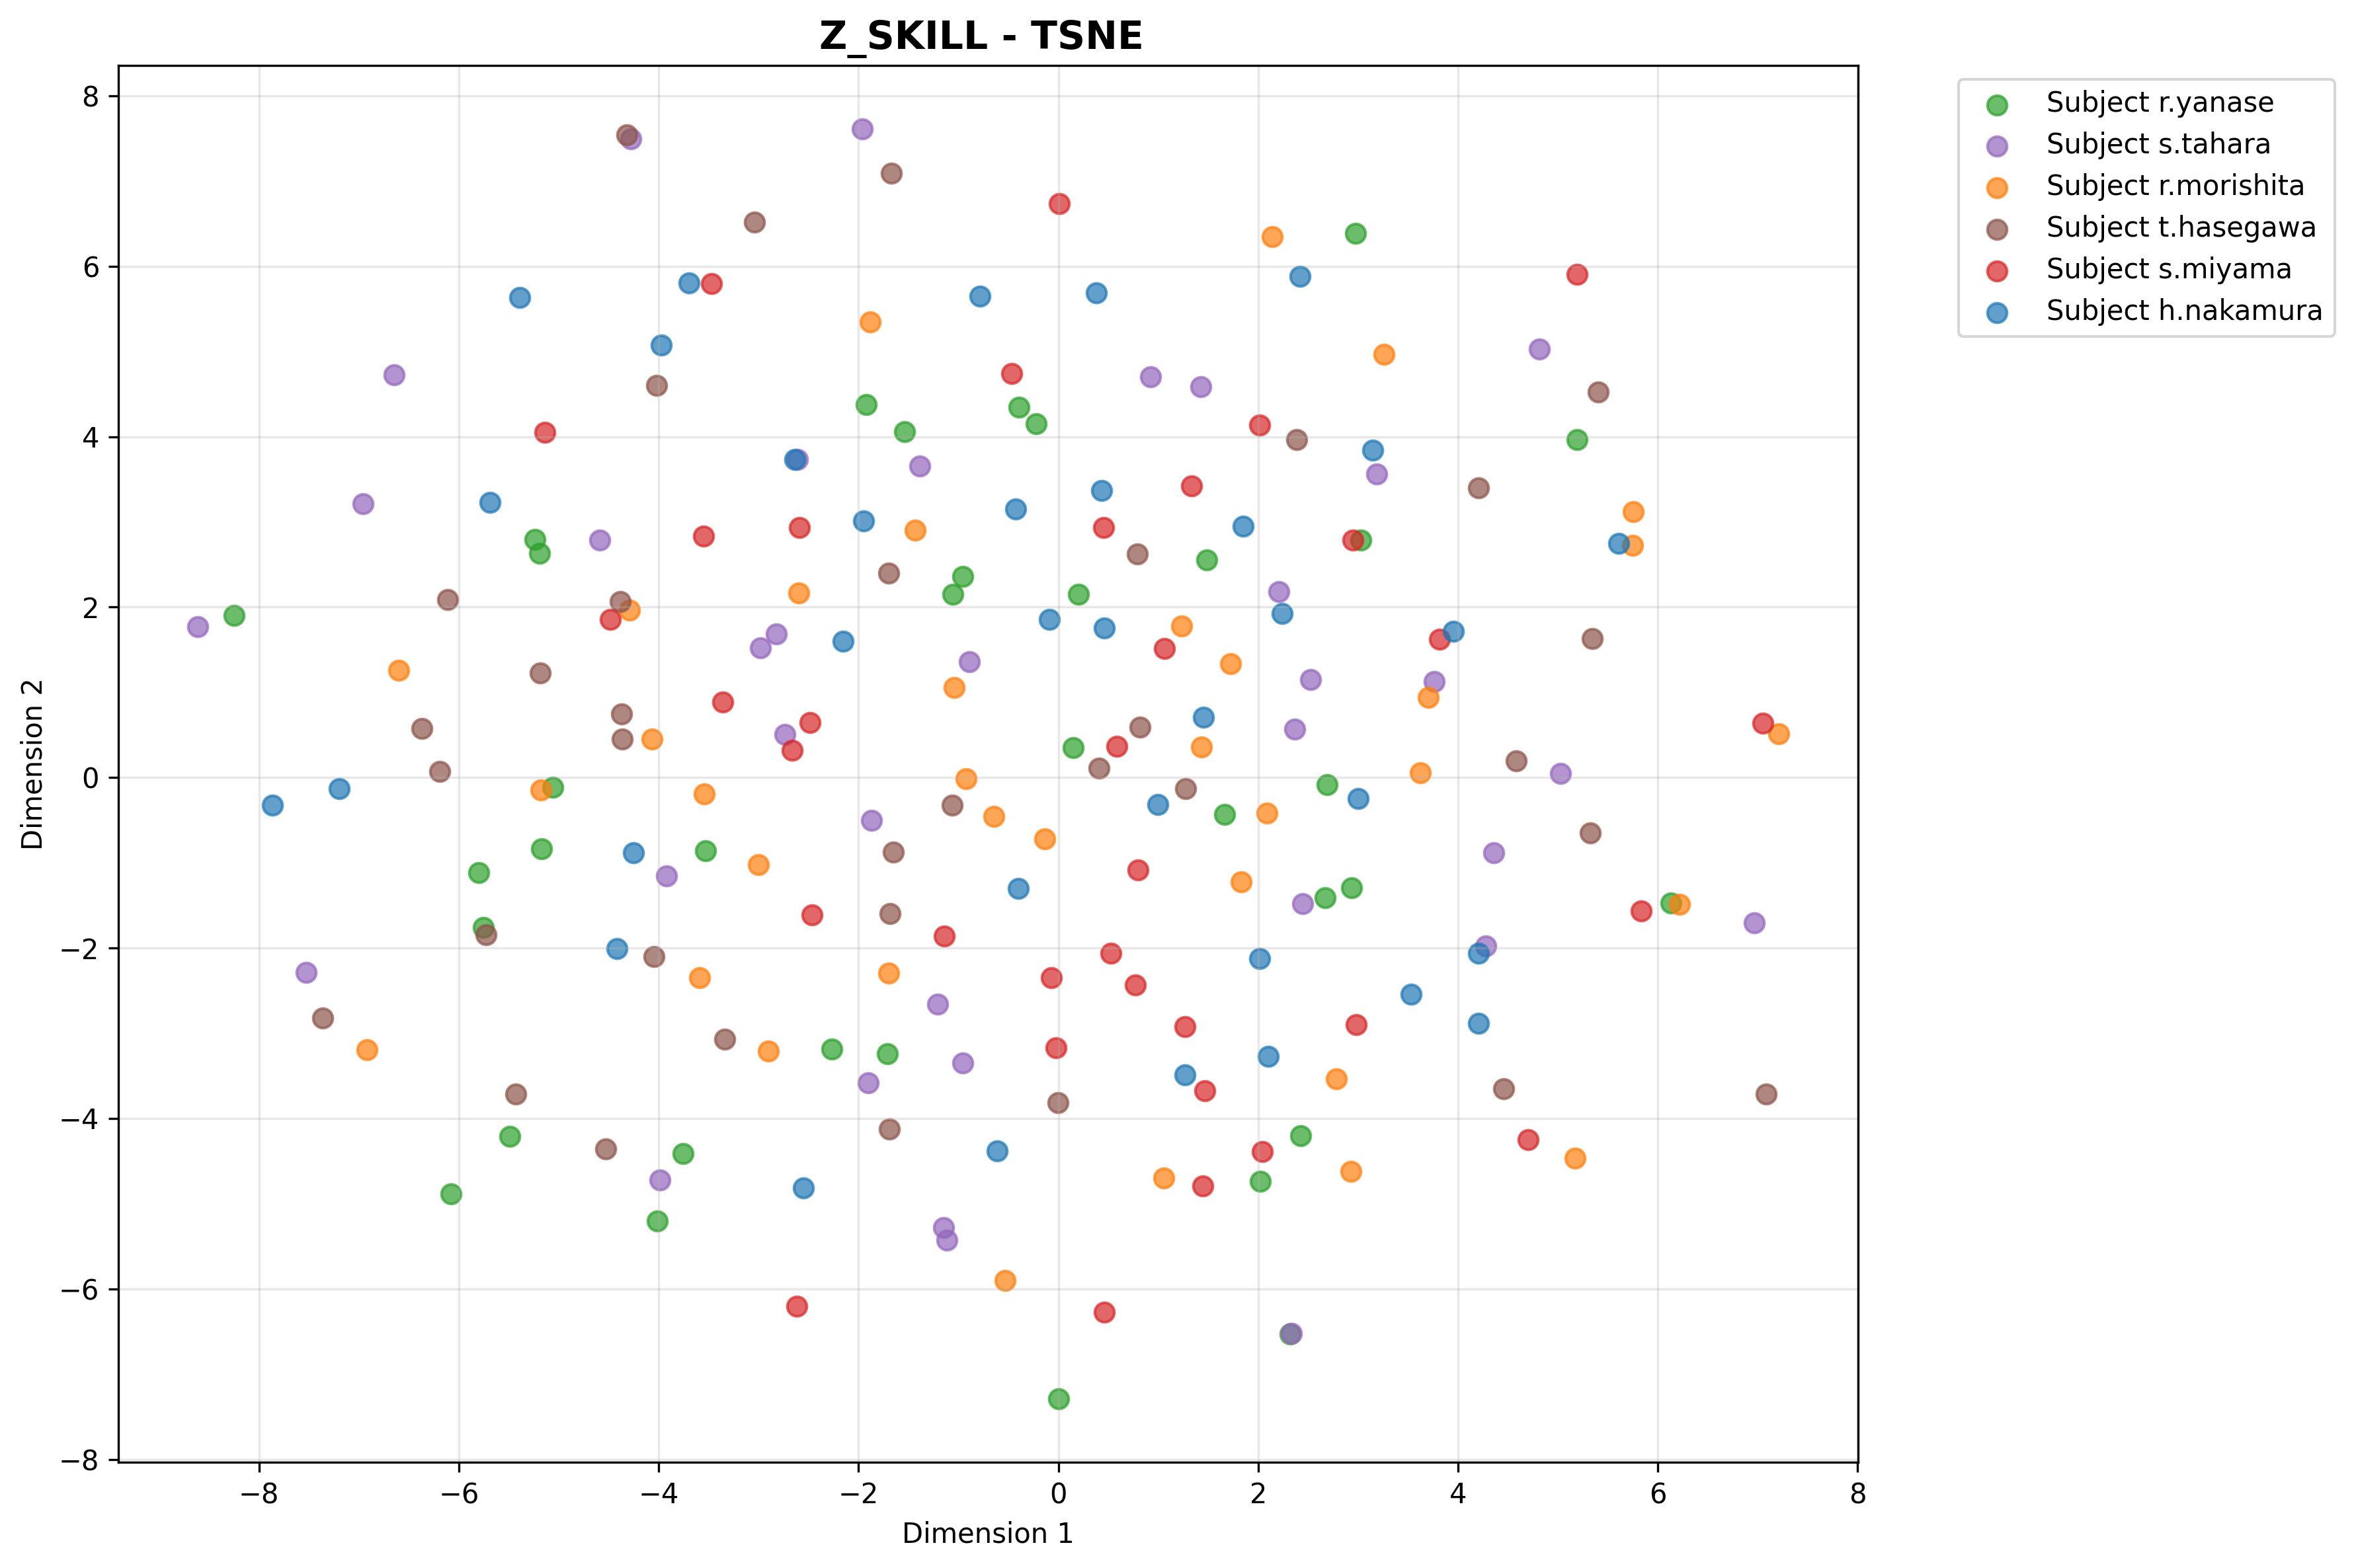 Z_SKILL - TSNE
Subject r.yanase
Subject s.tahara
Subject r.morishita
Subject t.hasegawa
Subject s.miyama
Subject h.nakamura
8
6
4
2
0
−2
−4
−6
−8
Dimension 2
−8 −6 −4 −2 0 2 4 6 8
Dimension 1